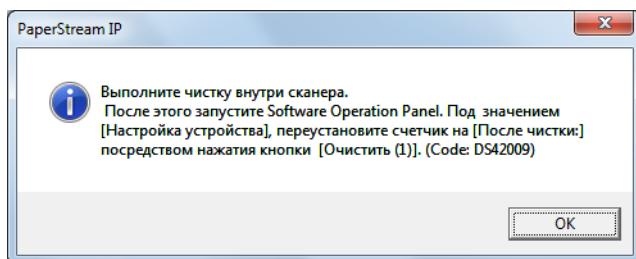 PaperStream IP
Выполните чистку внутри сканера.
После этого запустите Software Operation Panel. Под значением
[Настройка устройства], переустановите счетчик на [После чистки:]
посредством нажатия кнопки [Очистить (1)]. (Code: DS42009)
OK